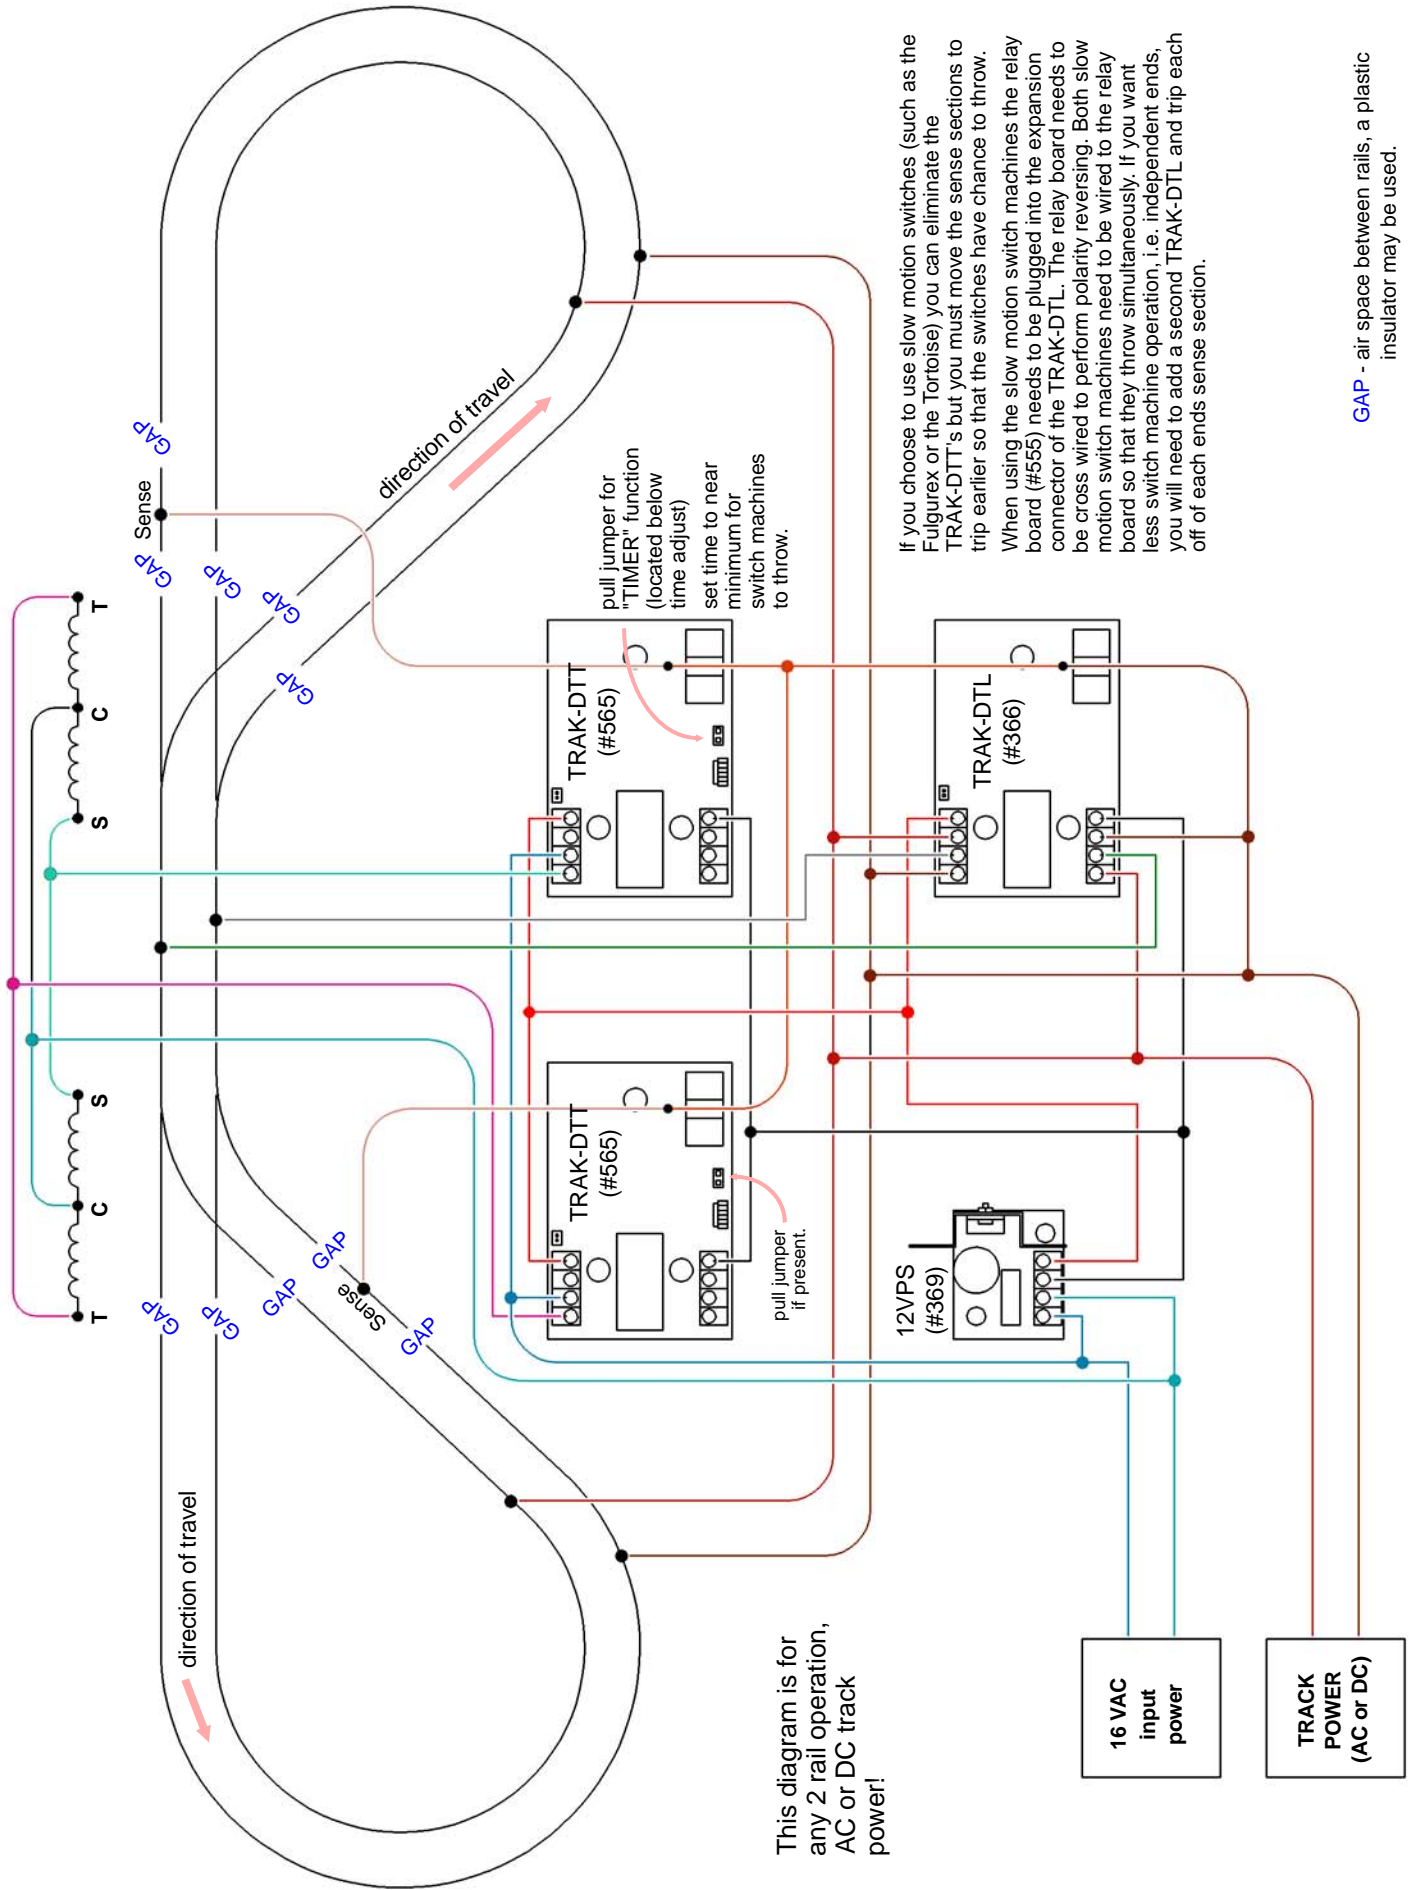 T
C
S
S
C
T
GAP
Sense
GAP
GAP
GAP
GAP
direction of travel
GAP
GAP
GAP
GAP
Sense
GAP
direction of travel
TRAK-DTT
(#565)
pull jumper for
"TIMER" function
(located below
time adjust)
set time to near
minimum for
switch machines
to throw.
TRAK-DTT
(#565)
pull jumper
if present.
TRAK-DTL
(#366)
12VPS
(#369)
This diagram is for
any 2 rail operation,
AC or DC track
power!
16 VAC
input
power
TRACK
POWER
(AC or DC)
If you choose to use slow motion switches (such as the
Fulgurex or the Tortoise) you can eliminate the
TRAK-DTT's but you must move the sense sections to
trip earlier so that the switches have chance to throw.
When using the slow motion switch machines the relay
board (#555) needs to be plugged into the expansion
connector of the TRAK-DTL. The relay board needs to
be cross wired to perform polarity reversing. Both slow
motion switch machines need to be wired to the relay
board so that they throw simultaneously. If you want
less switch machine operation, i.e. independent ends,
you will need to add a second TRAK-DTL and trip each
off of each ends sense section.
GAP - air space between rails, a plastic
insulator may be used.